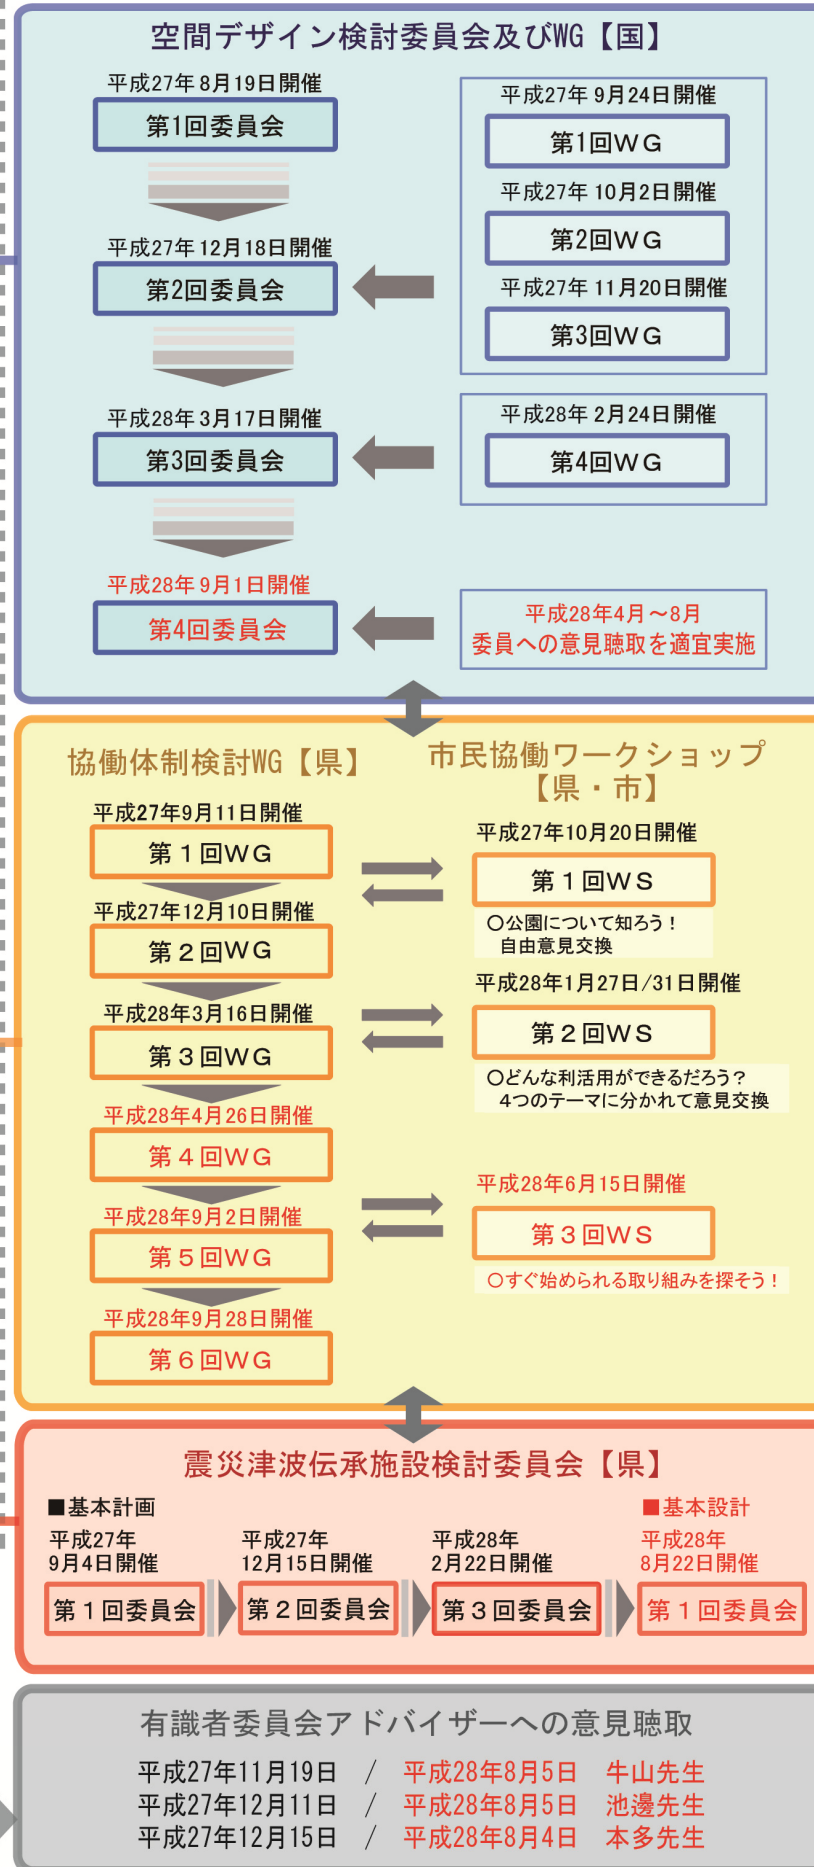 空間デザイン検討委員会及びWG【国】
平成27年8月19日開催
第1回委員会
平成27年12月18日開催
第2回委員会
平成28年3月17日開催
第3回委員会
平成28年9月1日開催
第4回委員会
平成27年 9月24日開催
第1回WG
平成27年 10月2日開催
第2回WG
平成27年 11月20日開催
第3回WG
平成28年 2月24日開催
第4回WG
平成28年4月～8月
委員への意見聴取を適宜実施
協働体制検討WG【県】
平成27年9月11日開催
第1回WG
平成27年12月10日開催
第2回WG
平成28年3月16日開催
第3回WG
平成28年4月26日開催
第4回WG
平成28年9月2日開催
第5回WG
平成28年9月28日開催
第6回WG
市民協働ワークショップ
【県・市】
平成27年10月20日開催
第1回WS
○公園について知ろう！
自由意見交換
平成28年1月27日/31日開催
第2回WS
○どんな利活用ができるだろう？
4つのテーマに分かれて意見交換
平成28年6月15日開催
第3回WS
○すぐ始められる取り組みを探そう！
震災津波伝承施設検討委員会【県】
■基本計画
平成27年
9月4日開催
第1回委員会
平成27年
12月15日開催
第2回委員会
平成28年
2月22日開催
第3回委員会
■基本設計
平成28年
8月22日開催
第1回委員会
有識者委員会アドバイザーへの意見聴取
平成27年11月19日 / 平成28年8月5日 牛山先生
平成27年12月11日 / 平成28年8月5日 池邊先生
平成27年12月15日 / 平成28年8月4日 本多先生